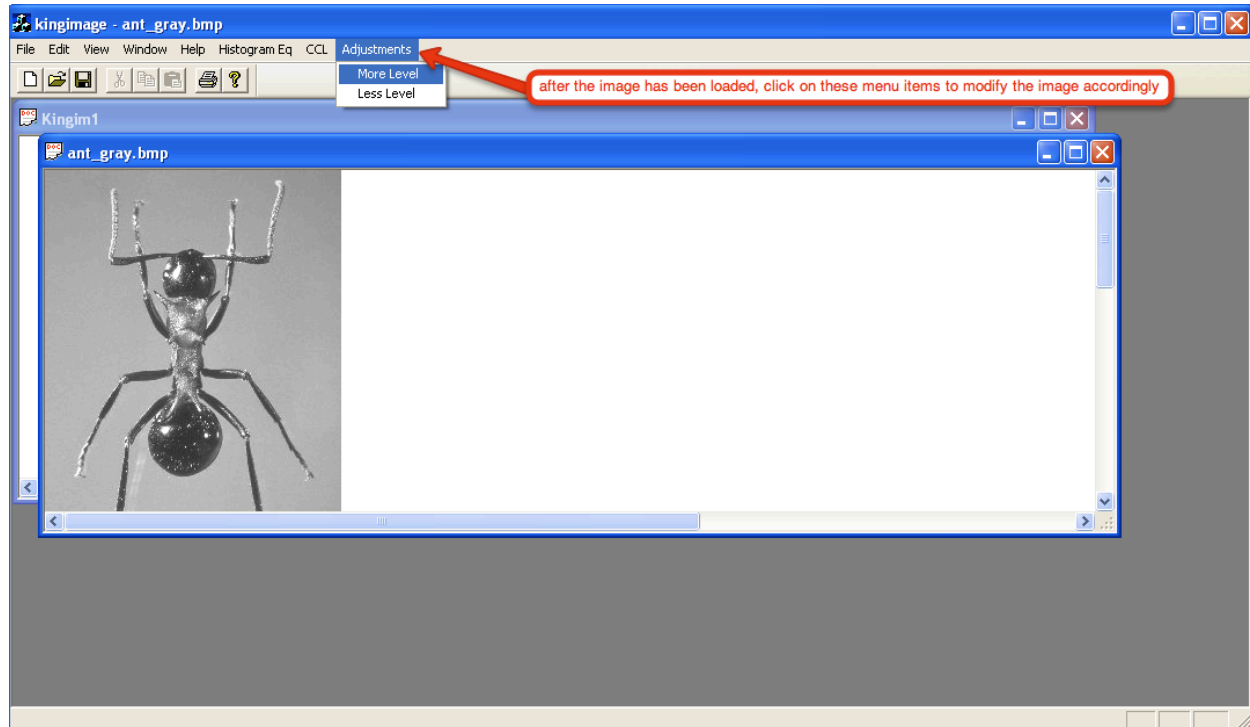 kingimage - ant_gray.bmp
File Edit View Window Help Histogram Eq CCL Adjustments
More Level
Less Level
after the image has been loaded, click on these menu items to modify the image accordingly
Kingim1
ant_gray.bmp